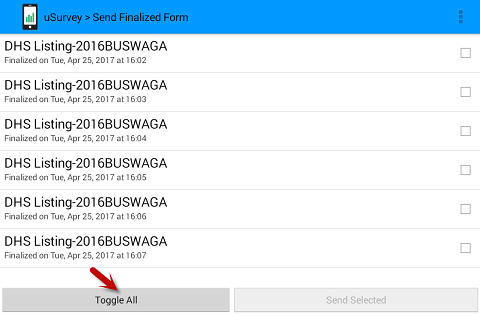 uSurvey > Send Finalized Form
DHS Listing-2016BUSWAGA
Finalized on Tue, Apr 25, 2017 at 16:02
DHS Listing-2016BUSWAGA
Finalized on Tue, Apr 25, 2017 at 16:03
DHS Listing-2016BUSWAGA
Finalized on Tue, Apr 25, 2017 at 16:04
DHS Listing-2016BUSWAGA
Finalized on Tue, Apr 25, 2017 at 16:05
DHS Listing-2016BUSWAGA
Finalized on Tue, Apr 25, 2017 at 16:06
DHS Listing-2016BUSWAGA
Finalized on Tue, Apr 25, 2017 at 16:07
Toggle All
Send Selected